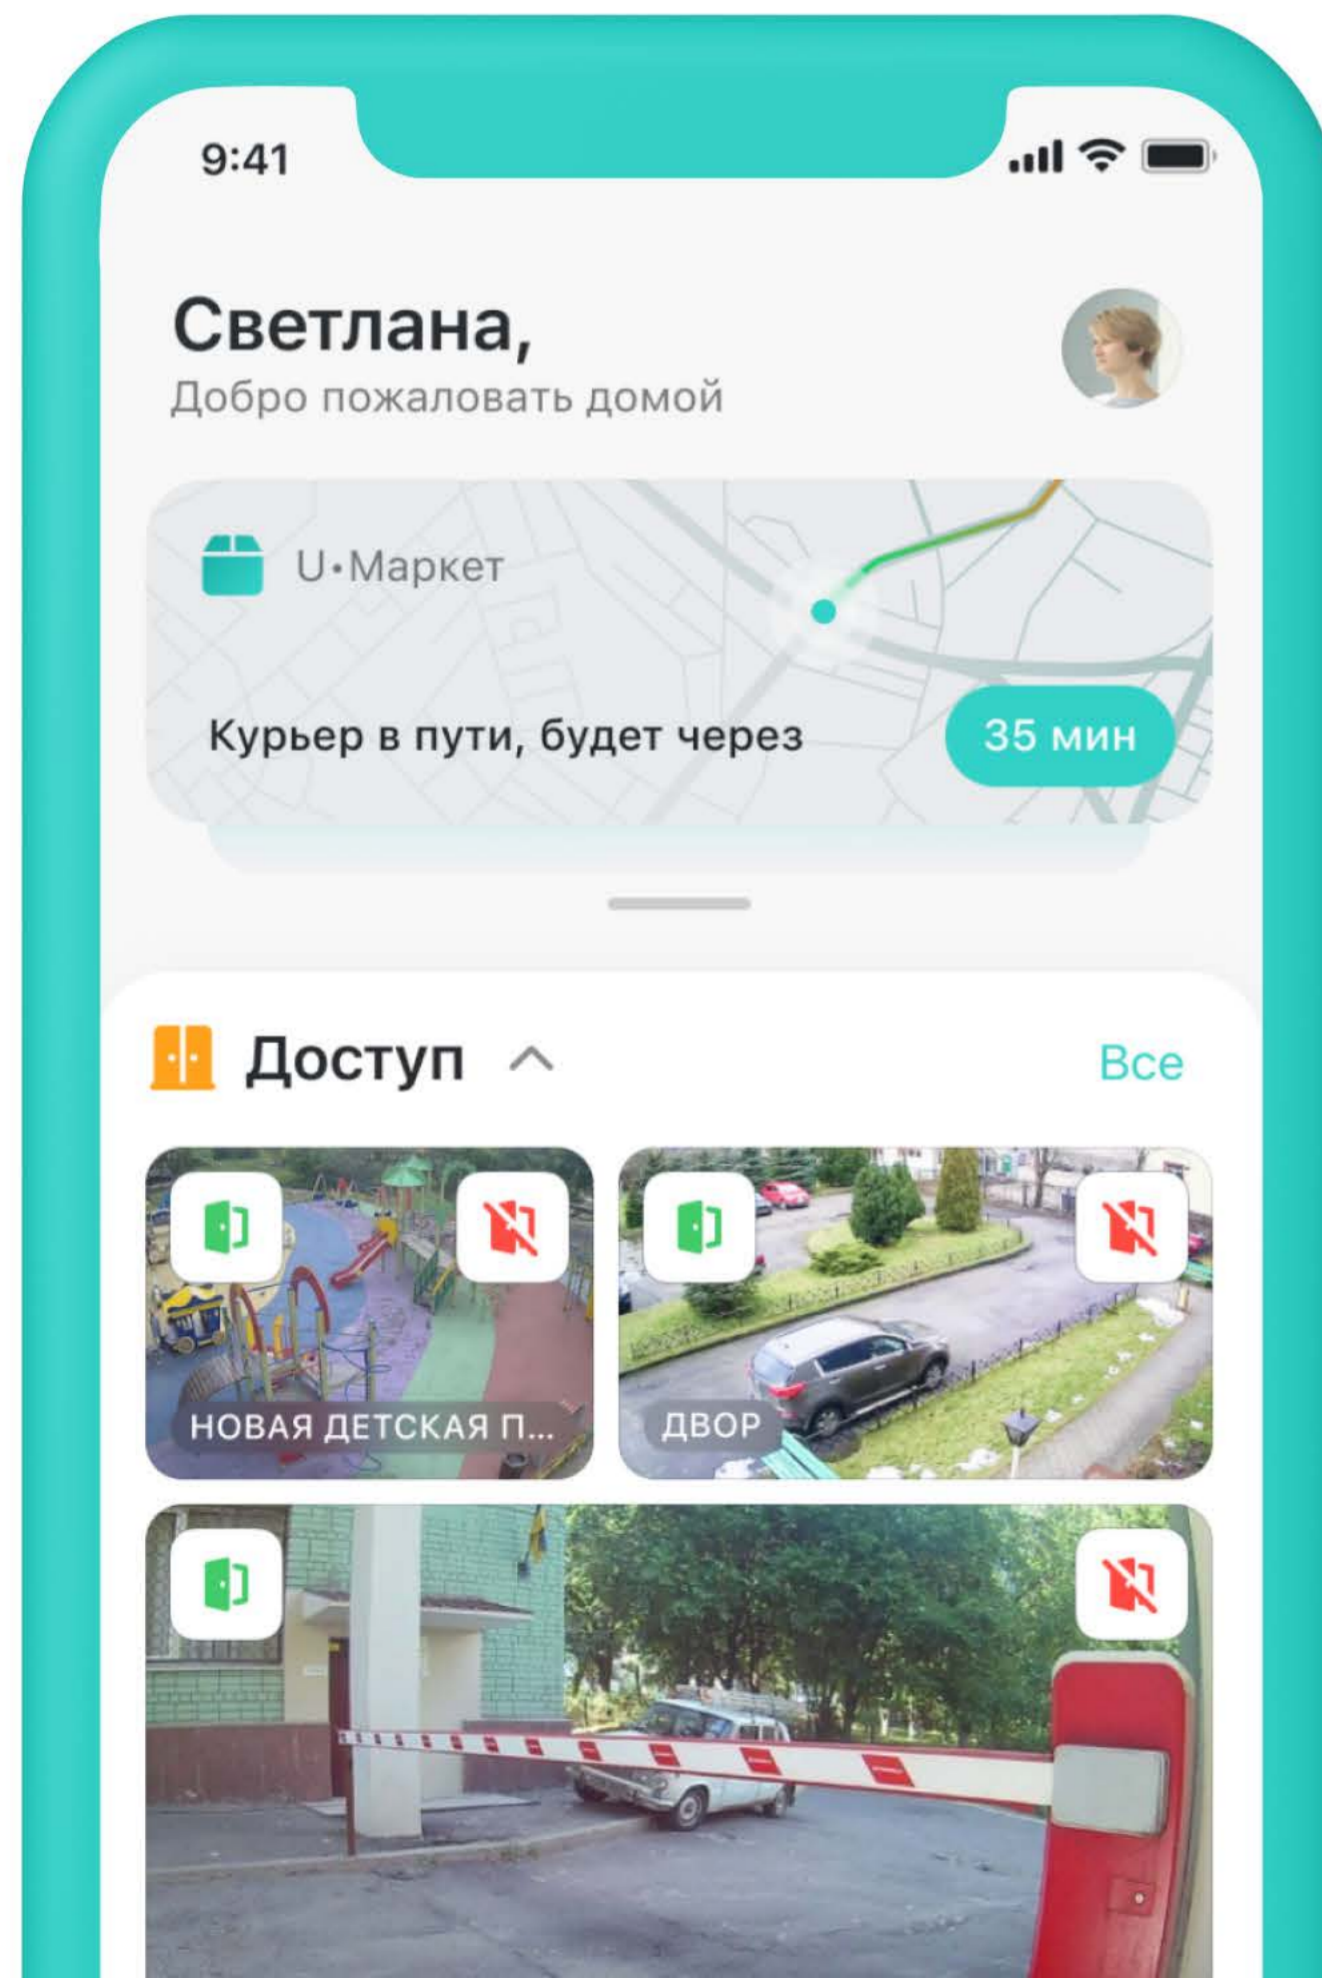 9:41
Светлана,
Добро пожаловать домой
U•Маркет
Курьер в пути, будет через
35 мин
Доступ
Все
НОВАЯ ДЕТСКАЯ П...
ДВОР